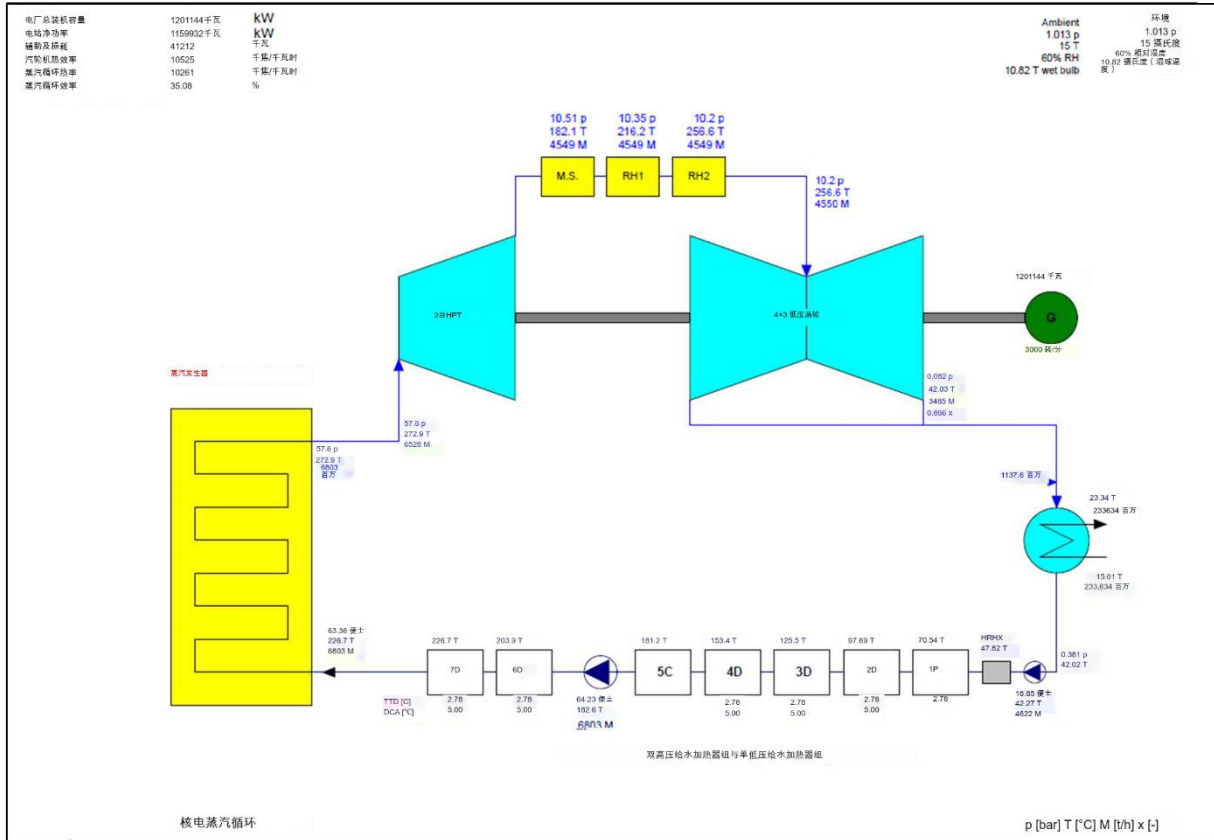 电厂总装机容量 1201144千瓦 kW
电站净功率 1159932千瓦 kW
辅助及损耗 41212 千瓦
汽轮机热效率 10525 千焦/千瓦时
蒸汽循环热率 10261 千焦/千瓦时
蒸汽循环效率 35.08 %
Ambient
1.013 p
15 T
60% RH
10.82 T wet bulb
环境
1.013 p
15 摄氏度
60% 相对湿度
10.82 摄氏度（湿球温
度）
10.51 p
182.1 T
4549 M
10.35 p
216.2 T
4549 M
10.2 p
256.6 T
4549 M
M.S.
RH1
RH2
10.2 p
256.6 T
4550 M
2台HPT
4×3 低压涡轮
1201144 千瓦
G
3000 转/分
蒸汽发生器
57.6 p
272.9 T
6803
百万
57.6 p
272.9 T
6528 M
0.082 p
42.03 T
3485 M
0.866 x
1137.6 百万
23.34 T
233634 百万
15.01 T
233,634 百万
0.381 p
42.02 T
18.85 便士
42.27 T
4622 M
HRHX
47.62 T
63.36 便士
226.7 T
6803 M
226.7 T
203.9 T
181.2 T
153.4 T
125.5 T
97.69 T
70.54 T
7D
6D
5C
4D
3D
2D
1P
TTD [C]
DCA [℃]
2.78
5.00
2.78
5.00
64.23 便士
182.6 T
6803 M
2.78
5.00
2.78
5.00
2.78
5.00
2.78
双高压给水加热器组与单低压给水加热器组
核电蒸汽循环
p [bar] T [°C] M [t/h] x [-]